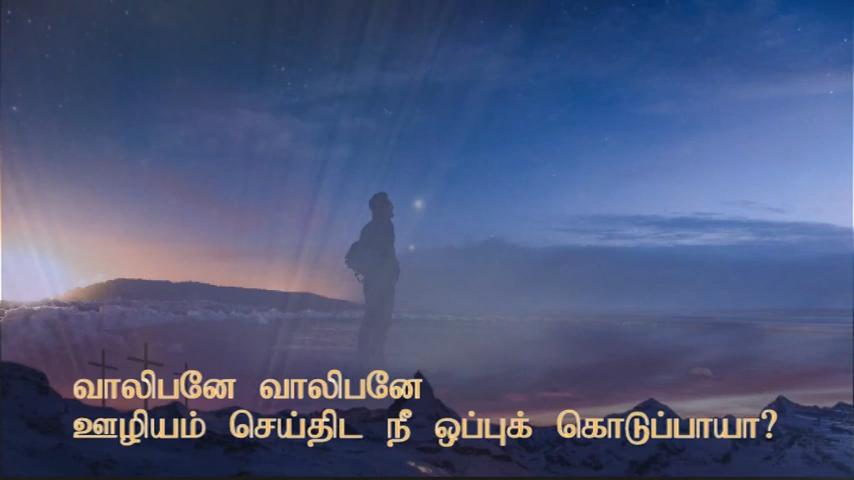 வாலிபனே வாலிபனே
ஊழியம் செய்திட நீ ஒப்புக் கொடுப்பாயா?